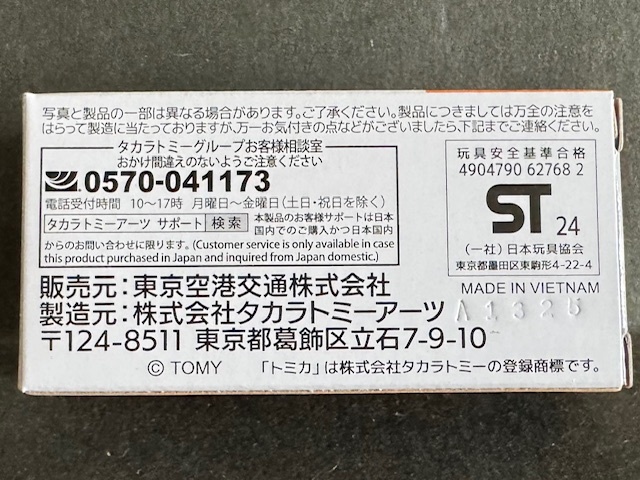 写真と製品の一部は異なる場合があります。ご了承ください。製品につきましては万全の注意を
はらって製造に当たっておりますが、万一お気付きの点などがございましたら、下記までご連絡ください。
タカラトミーグループお客様相談室
おかけ間違えのないようご注意ください
0570-041173
電話受付時間 10～17時 月曜日～金曜日(土日・祝日を除く)
タカラトミーアーツ サポート 検索 本製品のお客様サポートは日本
国内でのご購入かつ日本国内
からのお問い合わせに限ります。(Customer service is only available in case
this product purchased in Japan and inquired from Japan domestic.)
玩具安全基準合格
4904790 62768 2
ST 24
(一社)日本玩具協会
東京都墨田区東駒形4-22-4
販売元：東京空港交通株式会社
MADE IN VIETNAM
製造元：株式会社タカラトミーアーツ
A1325
〒124-8511 東京都葛飾区立石7-9-10
© TOMY 「トミカ」は株式会社タカラトミーの登録商標です。